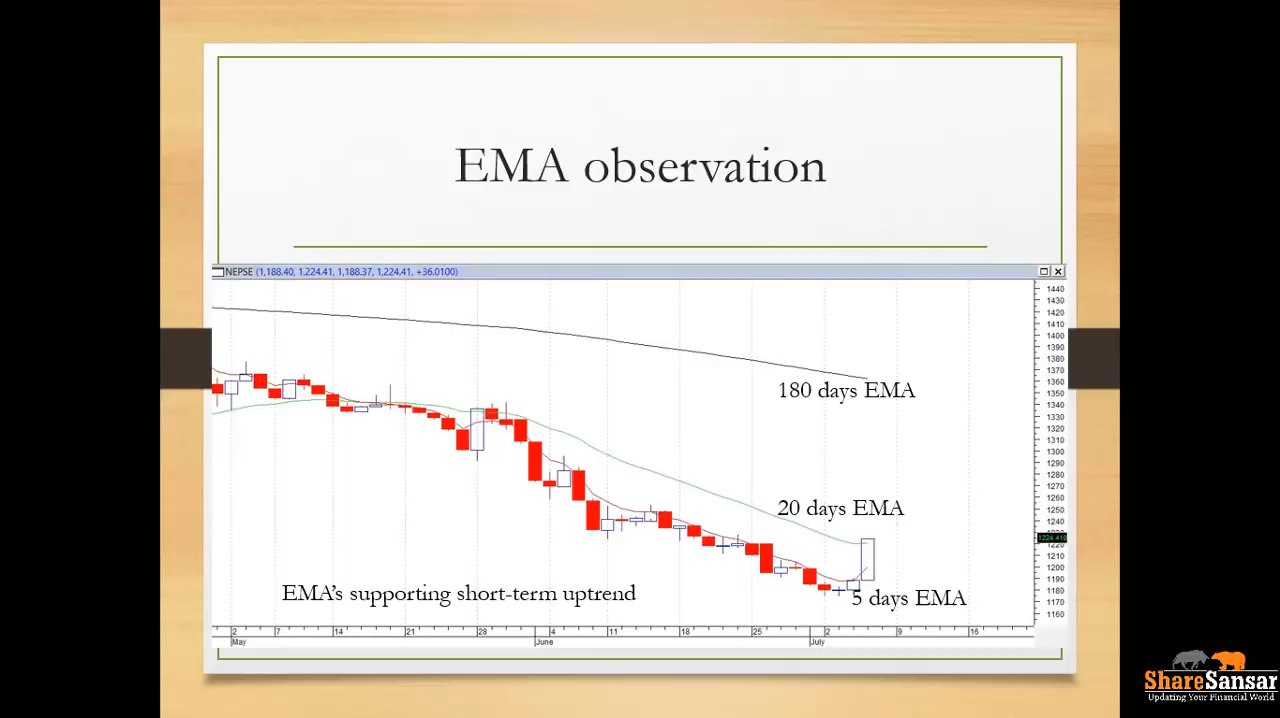 EMA observation
NEPSE (1,188.40, 1,224.41, 1,188.37, 1,224.41, +36.0100)
1440
1430
1420
1410
1400
1390
1380
1370
1360
1350
1340
1330
1320
1310
1300
1290
1280
1270
1260
1250
1240
1224.410
1220
1210
1200
1190
1180
1170
1160
180 days EMA
20 days EMA
5 days EMA
EMA's supporting short-term uptrend
2 7 14 21 28 4 11 18 25 2 9 16
May June July
ShareSansar
Updating Your Financial World